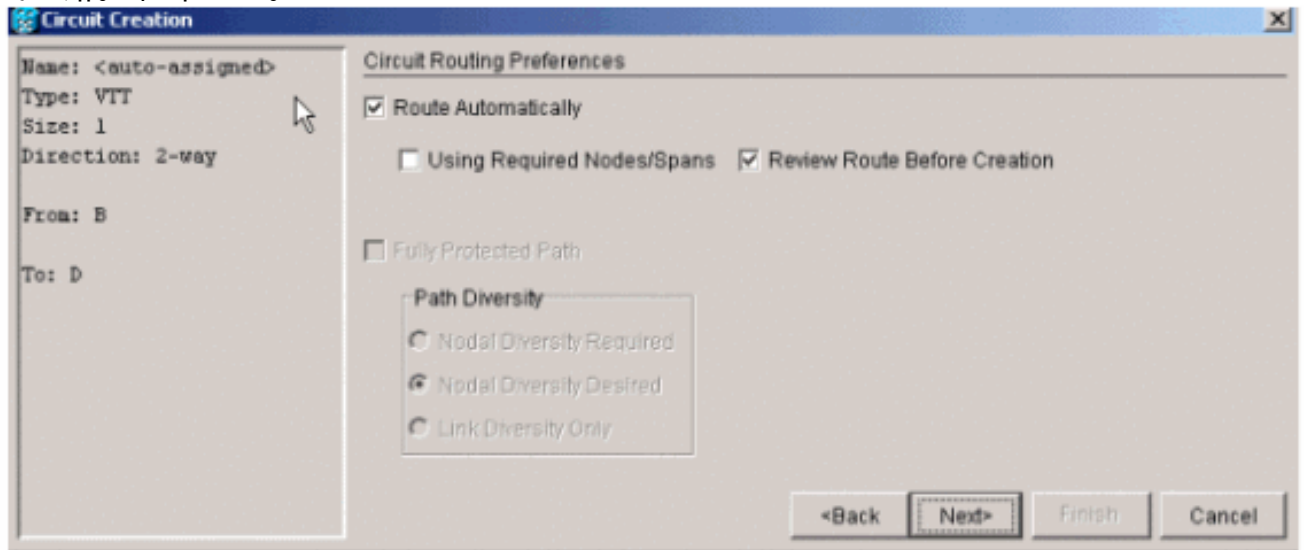 Circuit Creation
Name: <auto-assigned>
Type: VTT
Size: 1
Direction: 2-way
From: B
To: D
Circuit Routing Preferences
Route Automatically
Using Required Nodes/Spans
Review Route Before Creation
Fully Protected Path
Path Diversity
Nodal Diversity Required
Nodal Diversity Desired
Link Diversity Only
<Back
Next>
Finish
Cancel